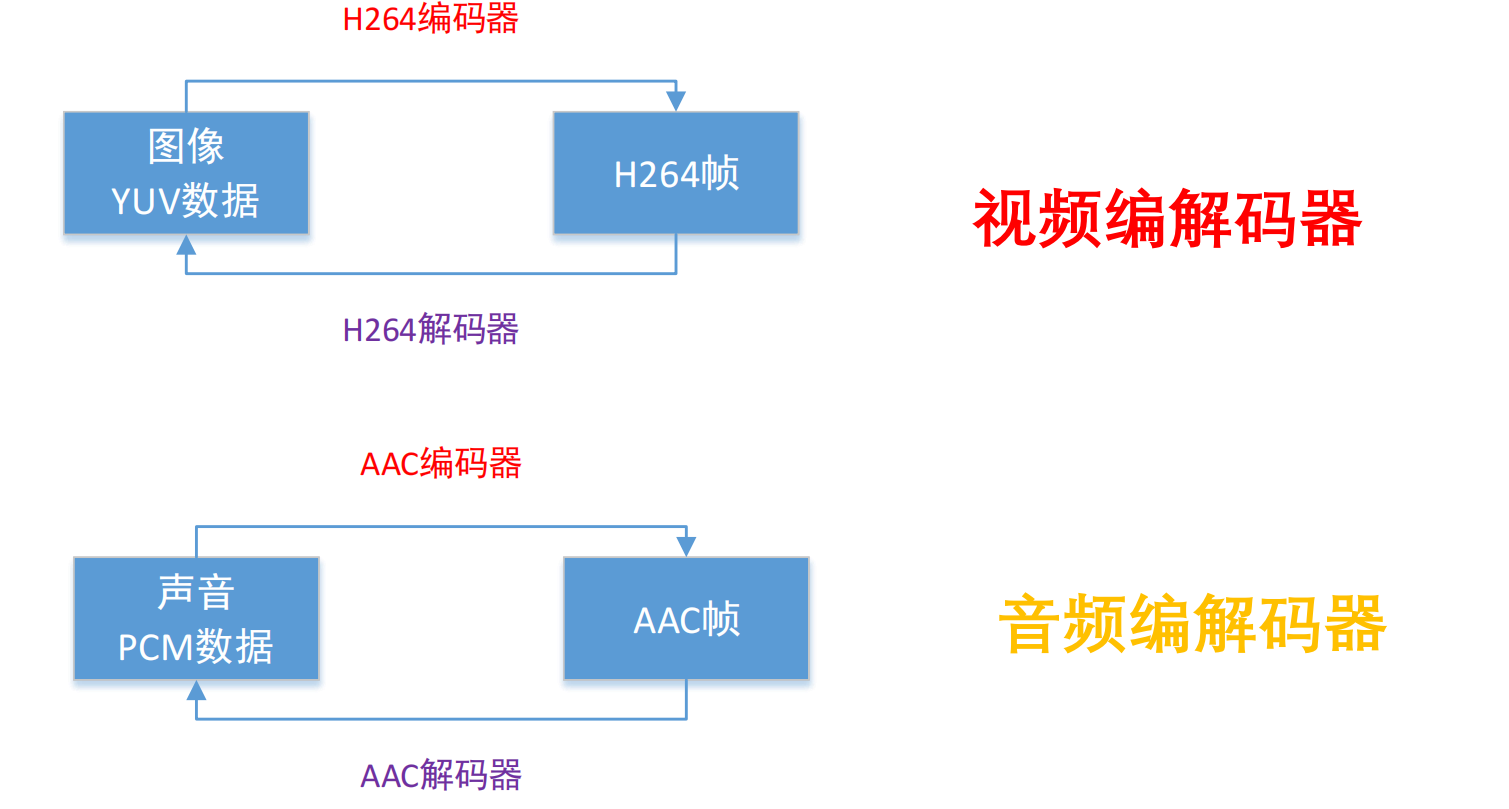 H264编码器
图像
YUV数据
H264帧
视频编解码器
H264解码器
AAC编码器
声音
PCM数据
AAC帧
音频编解码器
AAC解码器